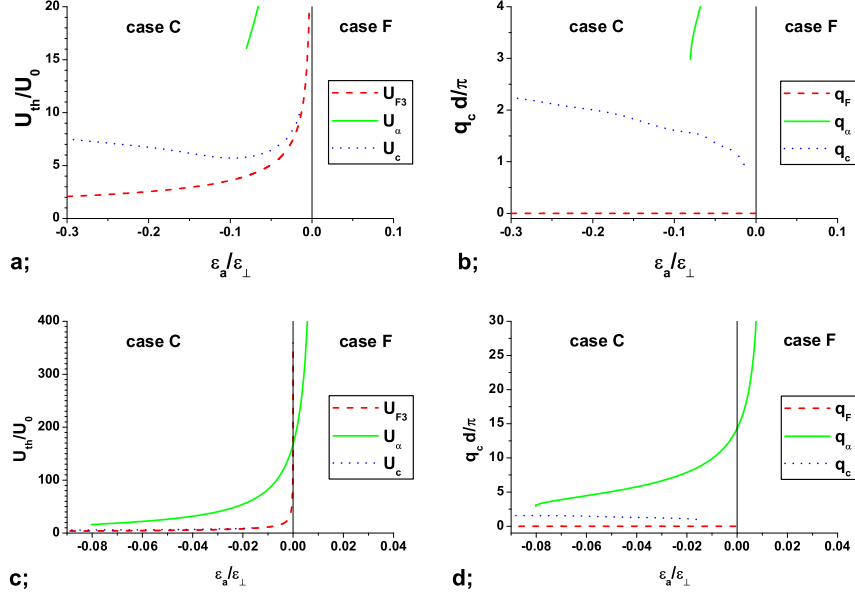 case C
case F
U_th/U_0
20
15
10
5
0
-0.3
-0.2
-0.1
0.0
0.1
U_F3
U_α
U_c
ε_a/ε_⊥
a;
case C
case F
q_c d/π
4
3
2
1
0
-0.3
-0.2
-0.1
0.0
0.1
q_F
q_α
q_c
ε_a/ε_⊥
b;
case C
case F
U_th/U_0
400
300
200
100
0
-0.08
-0.06
-0.04
-0.02
0.00
0.02
0.04
U_F3
U_α
U_c
ε_a/ε_⊥
c;
case C
case F
q_c d/π
30
25
20
15
10
5
0
-0.08
-0.06
-0.04
-0.02
0.00
0.02
0.04
q_F
q_α
q_c
ε_a/ε_⊥
d;